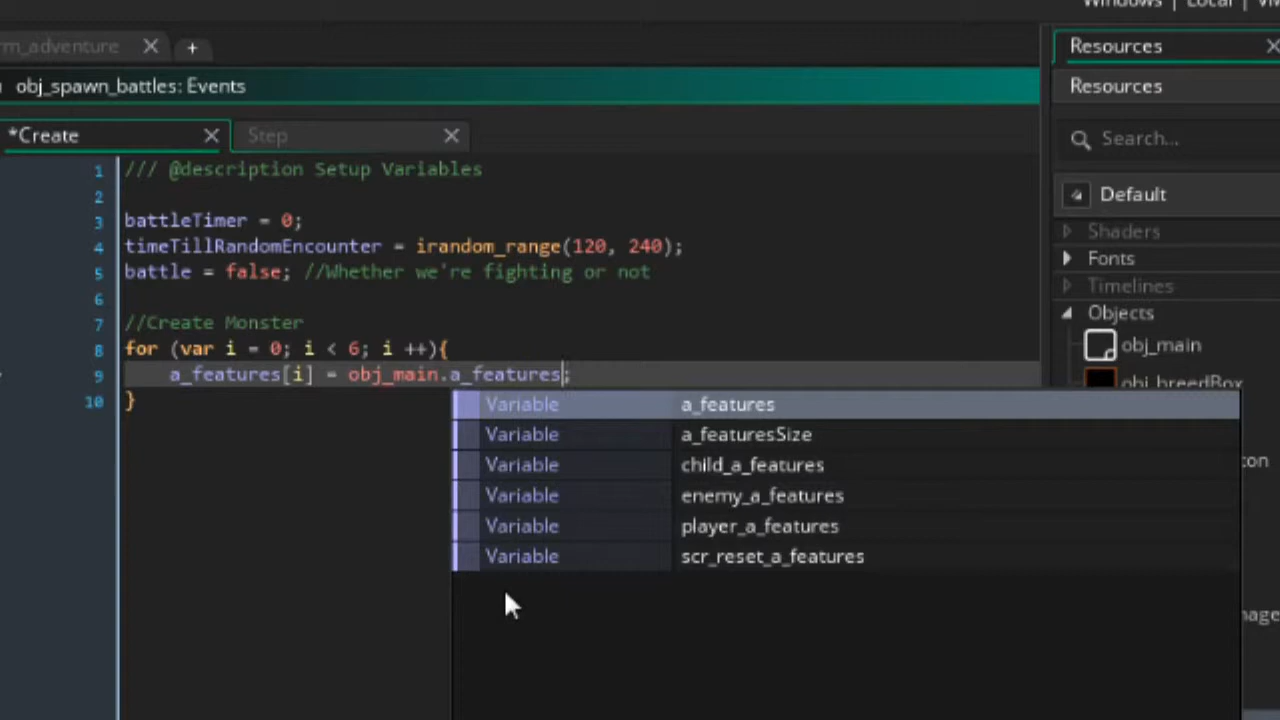 Windows | Local |
rm_adventure
+
Resources
obj_spawn_battles: Events
Resources
*Create
Step
Search...
1 /// @description Setup Variables
2
3 battleTimer = 0;
4 timeTillRandomEncounter = irandom_range(120, 240);
5 battle = false; //Whether we're fighting or not
6
7 //Create Monster
8 for (var i = 0; i < 6; i ++){
9 a_features[i] = obj_main.a_features;
10 }
Default
Shaders
Fonts
Timelines
Objects
obj_main
obj_breedBox
Variable a_features
Variable a_featuresSize
Variable child_a_features
Variable enemy_a_features
Variable player_a_features
Variable scr_reset_a_features